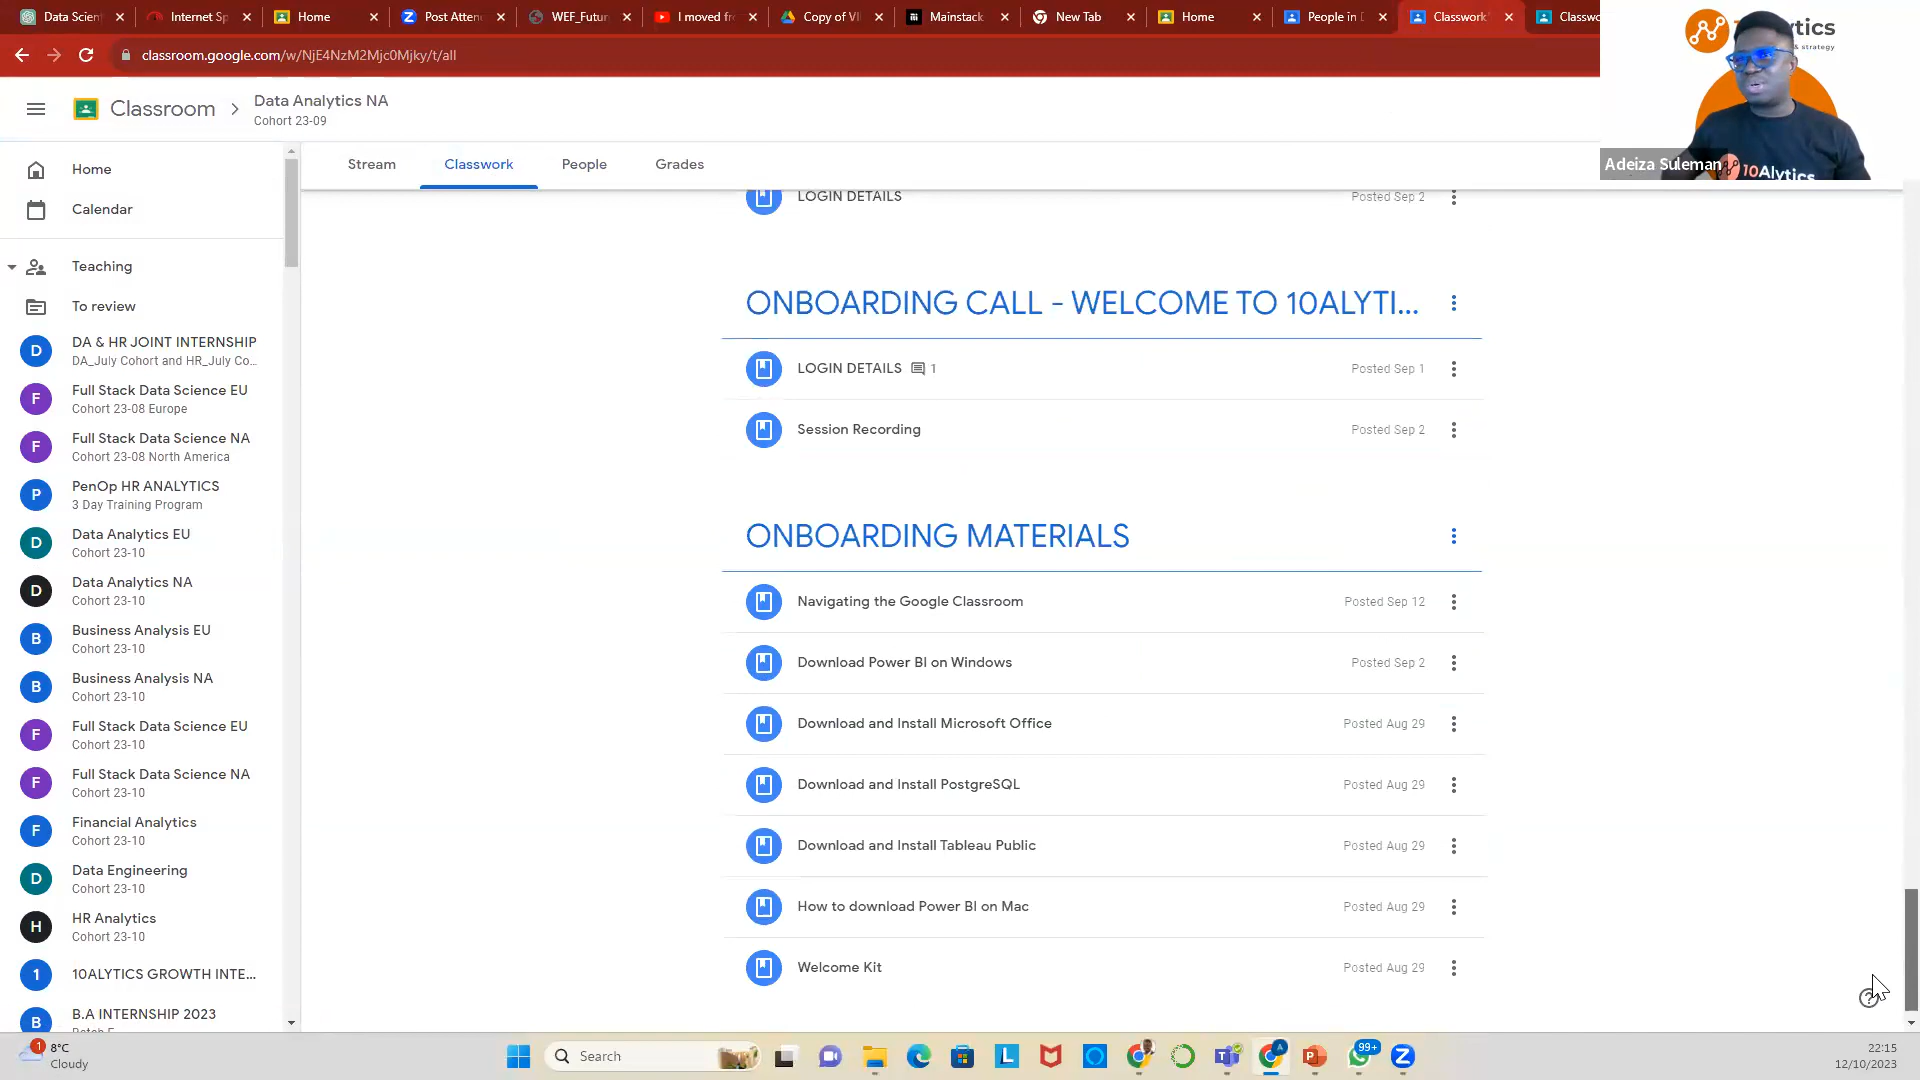 Data Scien
Internet Sp
Home
Post Atten
WEF_Futur
I moved fr
Copy of VI
Mainstack
New Tab
Home
People in D
Classwork
Classwo
classroom.google.com/w/NjE4NzM2Mjc0Mjky/t/all
ytics
& strategy
Adeiza Suleman
10Alytics
Classroom
Data Analytics NA
Cohort 23-09
Stream
Classwork
People
Grades
Home
Calendar
Teaching
To review
D
DA & HR JOINT INTERNSHIP
DA_July Cohort and HR_July Co...
F
Full Stack Data Science EU
Cohort 23-08 Europe
F
Full Stack Data Science NA
Cohort 23-08 North America
P
PenOp HR ANALYTICS
3 Day Training Program
D
Data Analytics EU
Cohort 23-10
D
Data Analytics NA
Cohort 23-10
B
Business Analysis EU
Cohort 23-10
B
Business Analysis NA
Cohort 23-10
F
Full Stack Data Science EU
Cohort 23-10
F
Full Stack Data Science NA
Cohort 23-10
F
Financial Analytics
Cohort 23-10
D
Data Engineering
Cohort 23-10
H
HR Analytics
Cohort 23-10
1
10ALYTICS GROWTH INTE...
B
B.A INTERNSHIP 2023
LOGIN DETAILS
Posted Sep 2
ONBOARDING CALL - WELCOME TO 10ALYTI...
LOGIN DETAILS 1
Posted Sep 1
Session Recording
Posted Sep 2
ONBOARDING MATERIALS
Navigating the Google Classroom
Posted Sep 12
Download Power BI on Windows
Posted Sep 2
Download and Install Microsoft Office
Posted Aug 29
Download and Install PostgreSQL
Posted Aug 29
Download and Install Tableau Public
Posted Aug 29
How to download Power BI on Mac
Posted Aug 29
Welcome Kit
Posted Aug 29
1
8°C
Cloudy
Search
99+
22:15
12/10/2023